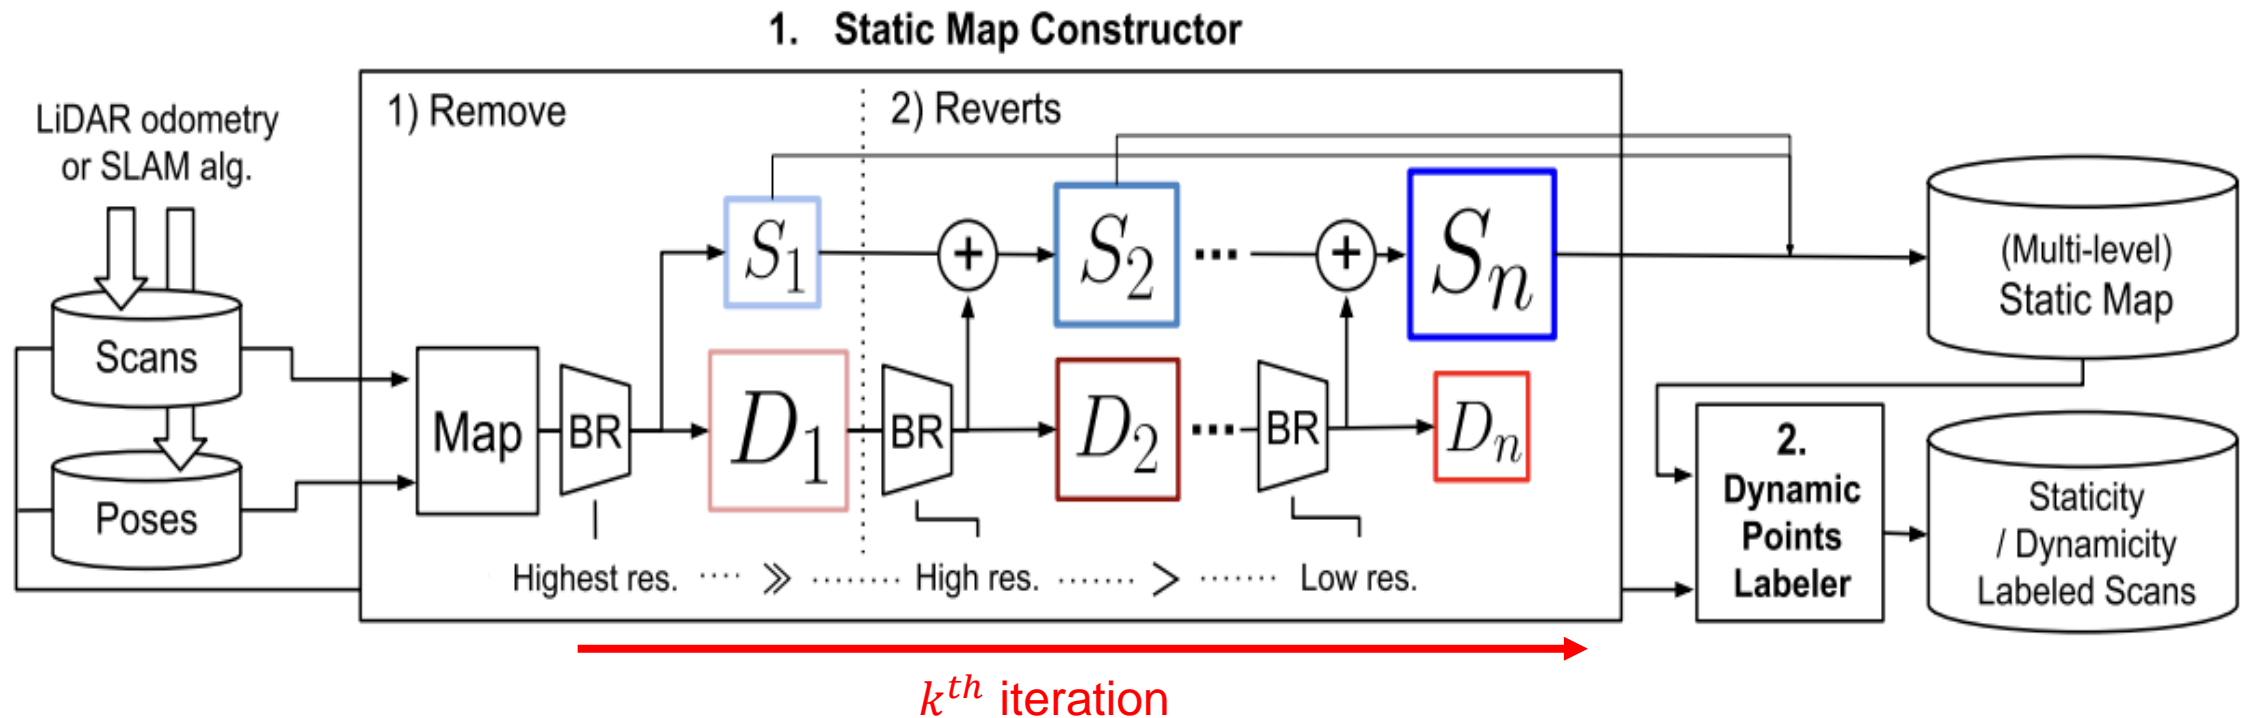 1. Static Map Constructor
LiDAR odometry
or SLAM alg.
1) Remove
2) Reverts
S₁
+
S₂
...
+
Sₙ
(Multi-level)
Static Map
Scans
Poses
Map
BR
D₁
BR
D₂
...
BR
Dₙ
2.
Dynamic
Points
Labeler
Staticity
/ Dynamicity
Labeled Scans
Highest res. ···· ≫ ········ High res. ······· > ······· Low res.
kᵗʰ iteration